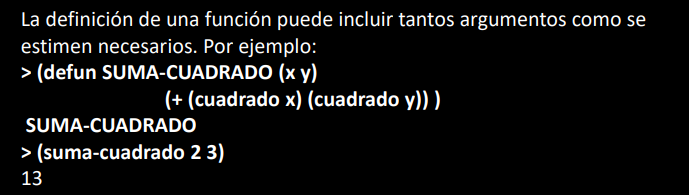 La definición de una función puede incluir tantos argumentos como se
estimen necesarios. Por ejemplo:
> (defun SUMA-CUADRADO (x y)
(+ (cuadrado x) (cuadrado y)) )
SUMA-CUADRADO
> (suma-cuadrado 2 3)
13